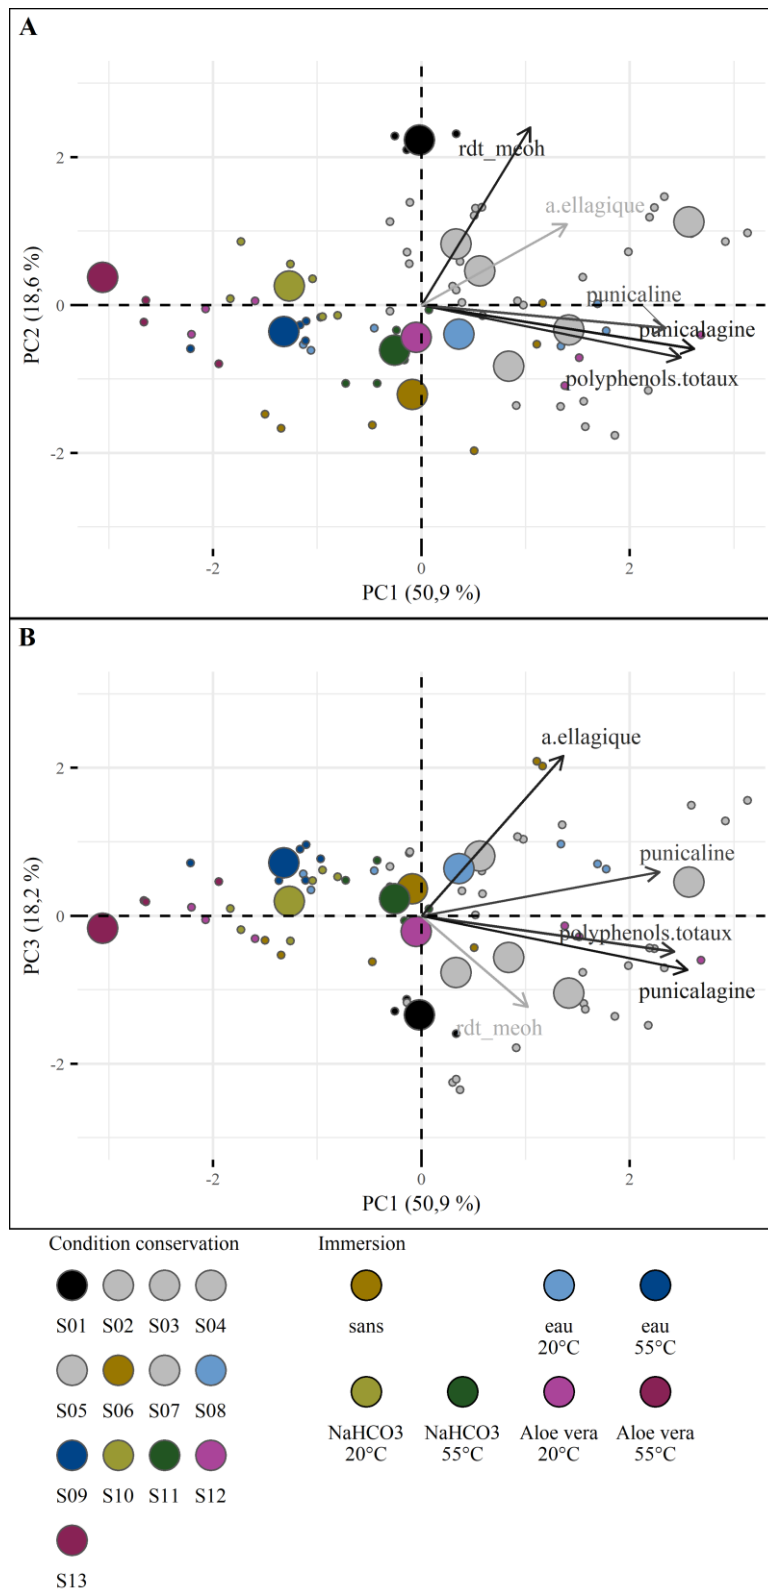 A
2
0
-2
PC2 (18,6 %)
rdt_meoh
a.ellagique
punicaline
punicalagine
polyphenols.totaux
-2 0 2
PC1 (50,9 %)
B
2
0
-2
PC3 (18,2 %)
a.ellagique
punicaline
polyphenols.totaux
punicalagine
rdt_meoh
-2 0 2
PC1 (50,9 %)
Condition conservation
S01 S02 S03 S04
S05 S06 S07 S08
S09 S10 S11 S12
S13
Immersion
sans
eau
20°C
eau
55°C
NaHCO3
20°C
NaHCO3
55°C
Aloe vera
20°C
Aloe vera
55°C